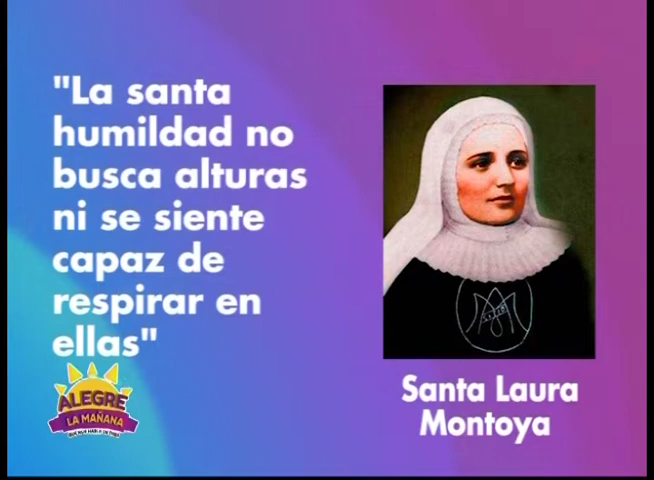 "La santa
humildad no
busca alturas
ni se siente
capaz de
respirar en
ellas"
ALEGRE
LA MAÑANA
Santa Laura
Montoya